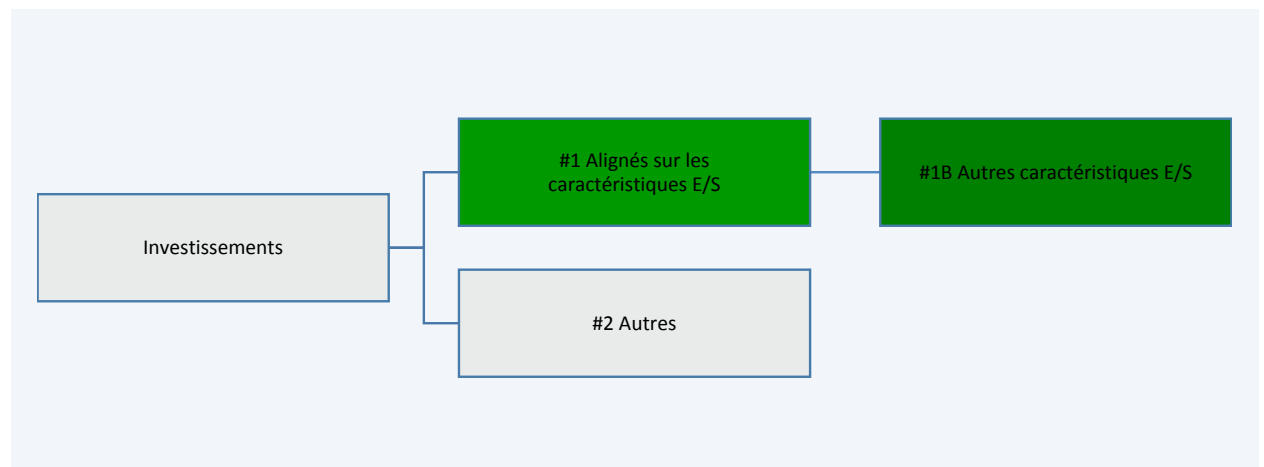 #1 Alignés sur les
caractéristiques E/S
#1B Autres caractéristiques E/S
Investissements
#2 Autres